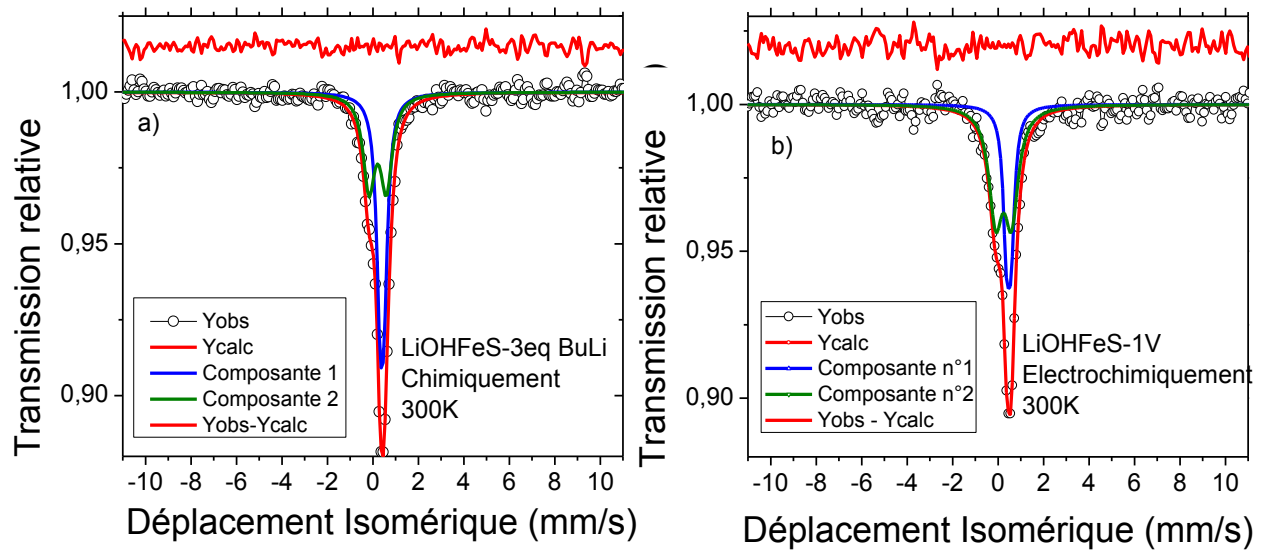 Transmission relative
1,00
0,95
0,90
a)
Yobs
Ycalc
Composante 1
Composante 2
Yobs-Ycalc
LiOHFeS-3eq BuLi
Chimiquement
300K
-10 -8 -6 -4 -2 0 2 4 6 8 10
Déplacement Isomérique (mm/s)
)
Transmission relative
1,00
0,95
0,90
b)
Yobs
Ycalc
Composante n°1
Composante n°2
Yobs - Ycalc
LiOHFeS-1V
Electrochimiquement
300K
-10 -8 -6 -4 -2 0 2 4 6 8 10
Déplacement Isomérique (mm/s)